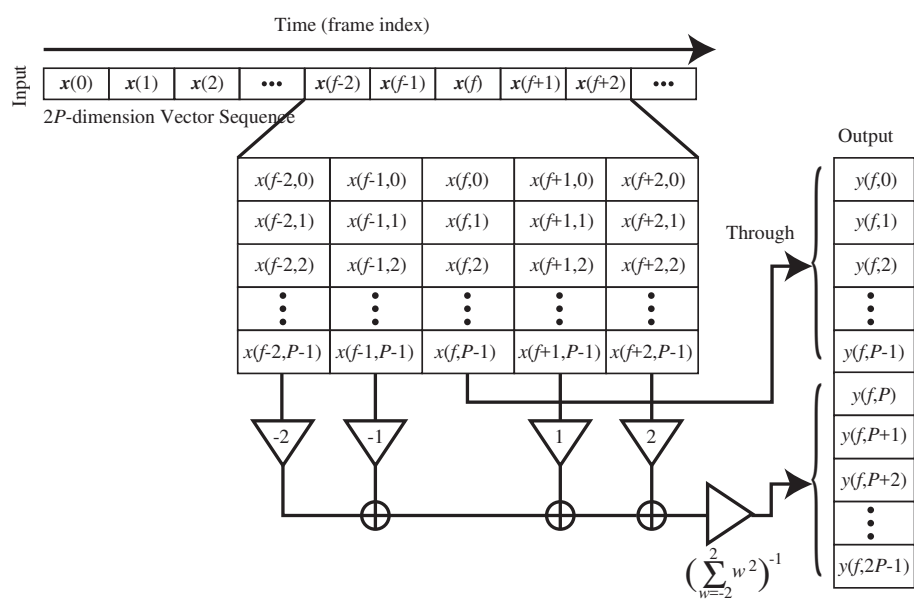 Time (frame index)
Input
x(0) x(1) x(2) ••• x(f-2) x(f-1) x(f) x(f+1) x(f+2) •••
2P-dimension Vector Sequence
Output
x(f-2,0) x(f-1,0) x(f,0) x(f+1,0) x(f+2,0) y(f,0)
x(f-2,1) x(f-1,1) x(f,1) x(f+1,1) x(f+2,1) y(f,1)
Through
x(f-2,2) x(f-1,2) x(f,2) x(f+1,2) x(f+2,2) y(f,2)
x(f-2,P-1) x(f-1,P-1) x(f,P-1) x(f+1,P-1) x(f+2,P-1) y(f,P-1)
y(f,P)
-2 -1 1 2 y(f,P+1)
y(f,P+2)
y(f,2P-1)
(∑ w=-2 2 w 2) -1